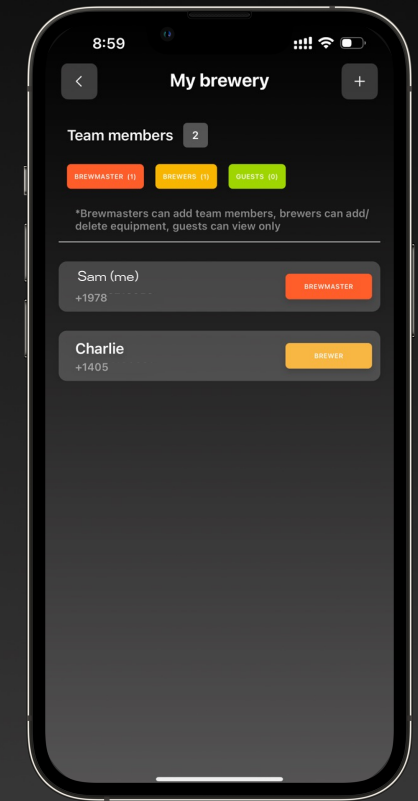 8:59
My brewery
+
Team members 2
BREWMASTER (1) BREWERS (1) GUESTS (0)
*Brewmasters can add team members, brewers can add/
delete equipment, guests can view only
Sam (me)
BREWMASTER
+1978
Charlie
BREWER
+1405